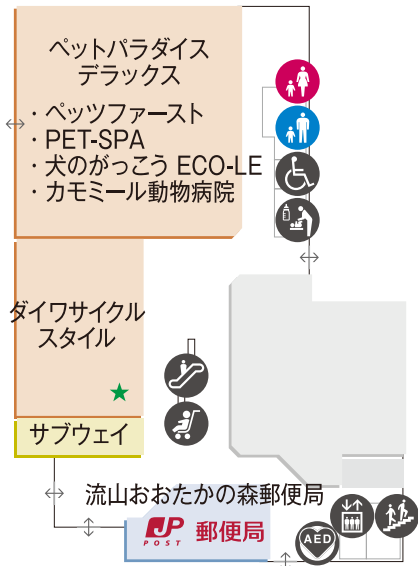 ペットパラダイス
デラックス
・ペッツファースト
・PET-SPA
・犬のがっこう ECO-LE
・カモミール動物病院
ダイワサイクル
スタイル
サブウェイ
流山おおたかの森郵便局
JP
POST
郵便局
AED